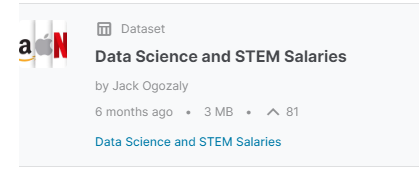 Dataset
Data Science and STEM Salaries
by Jack Ogozaly
6 months ago • 3 MB • 81
Data Science and STEM Salaries
a N